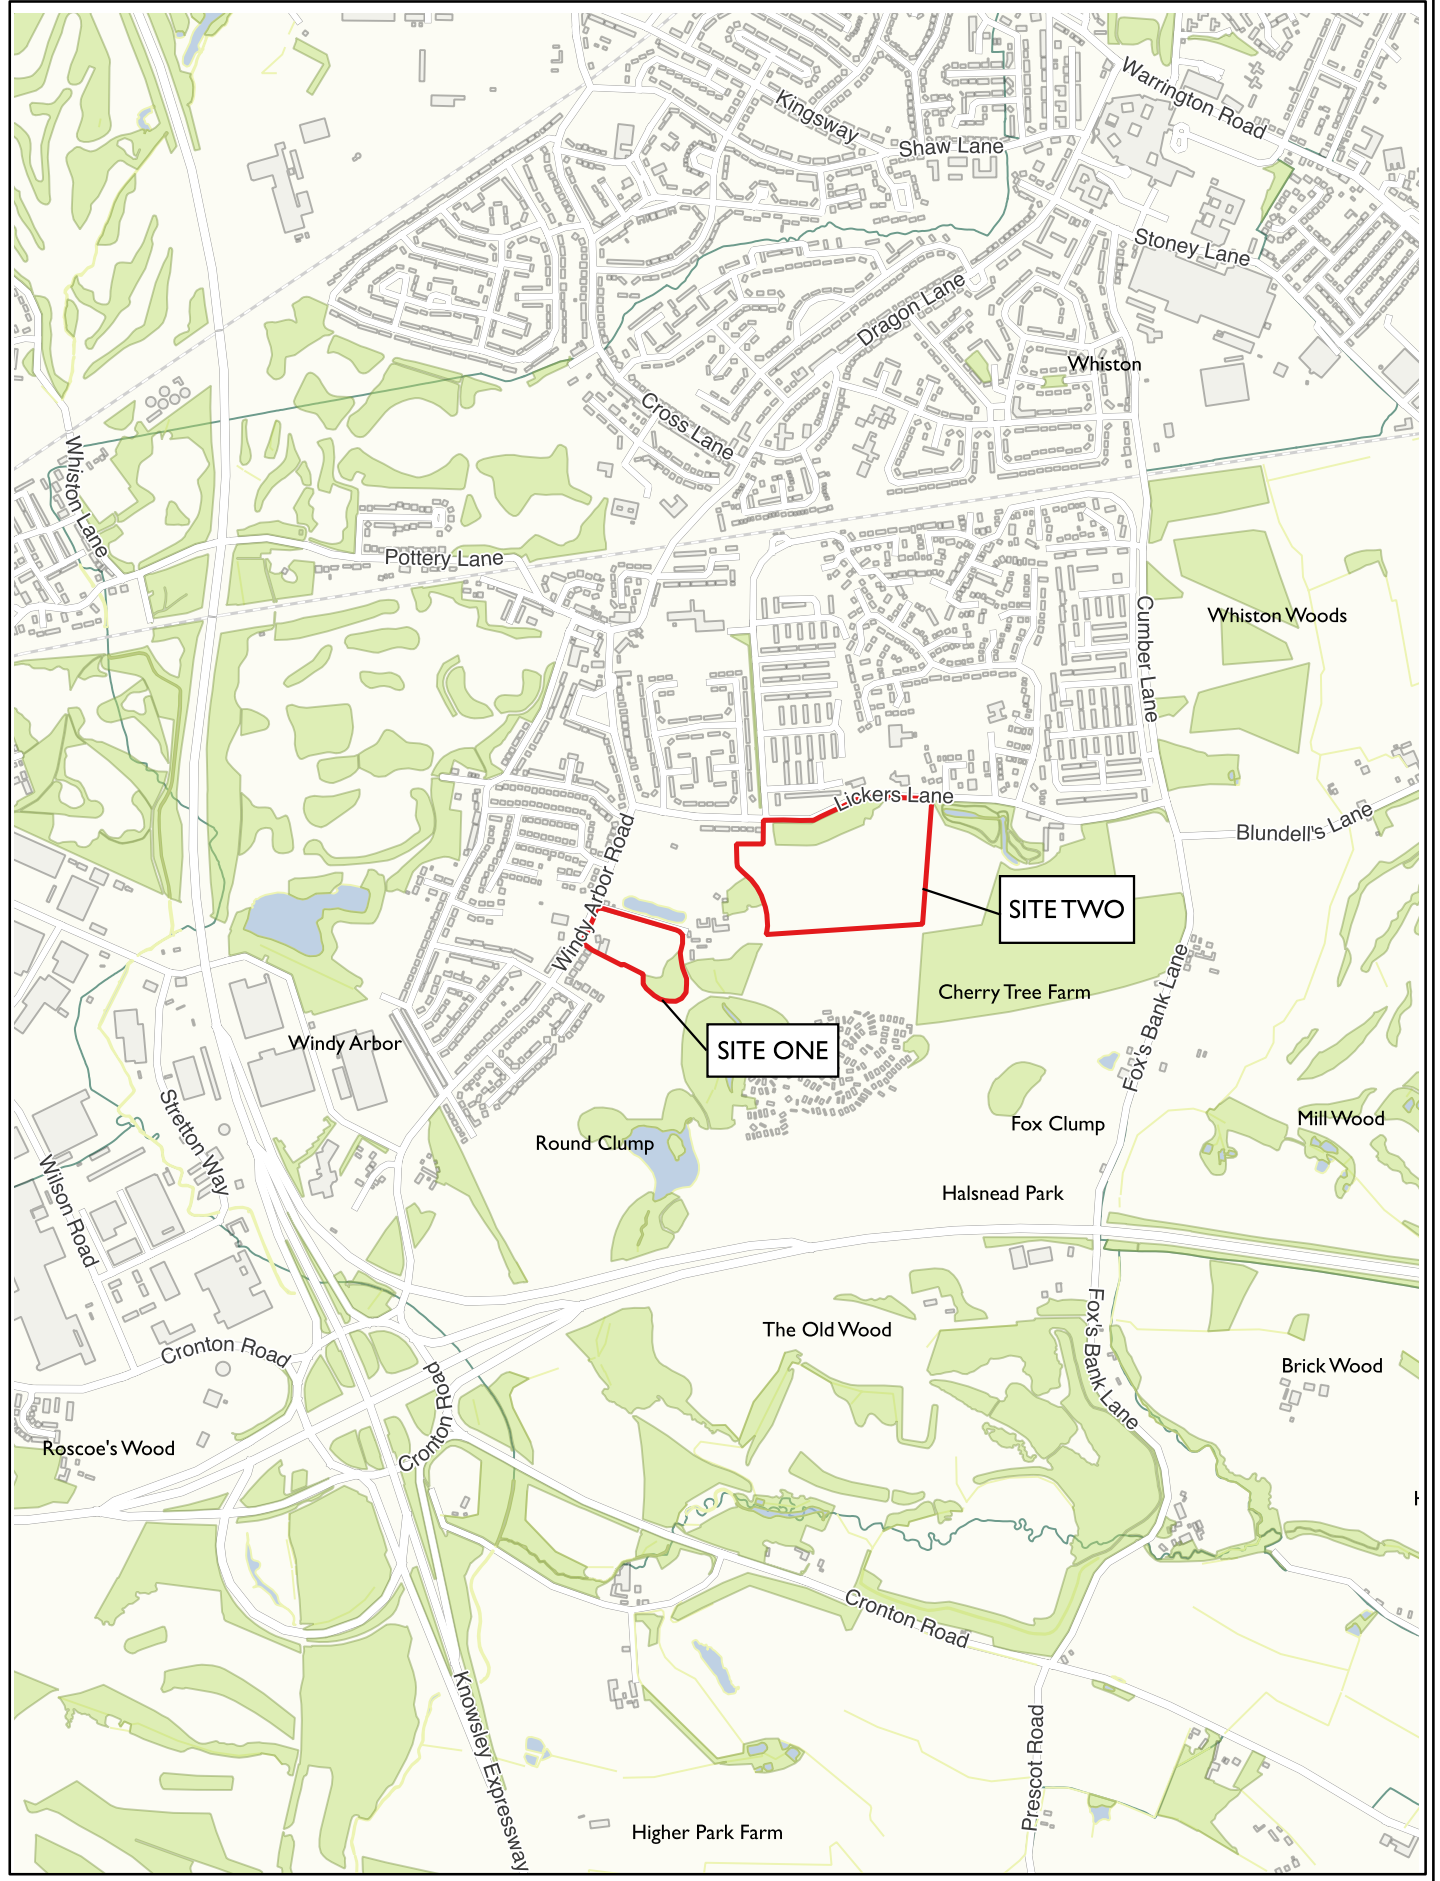 Warrington Road
Kingsway
Shaw Lane
Stoney Lane
Dragon Lane
Whiston
Cross Lane
Whiston Lane
Pottery Lane
Whiston Woods
Cumber Lane
Lickers Lane
Blundell's Lane
Windy Arbor Road
SITE TWO
Cherry Tree Farm
Fox's Bank Lane
Windy Arbor
SITE ONE
Stretton Way
Round Clump
Fox Clump
Mill Wood
Wilson Road
Halsnead Park
Fox's Bank Lane
The Old Wood
Cronton Road
Brick Wood
Cronton Road
Roscoe's Wood
Cronton Road
Knowsley Expressway
Prescot Road
Higher Park Farm